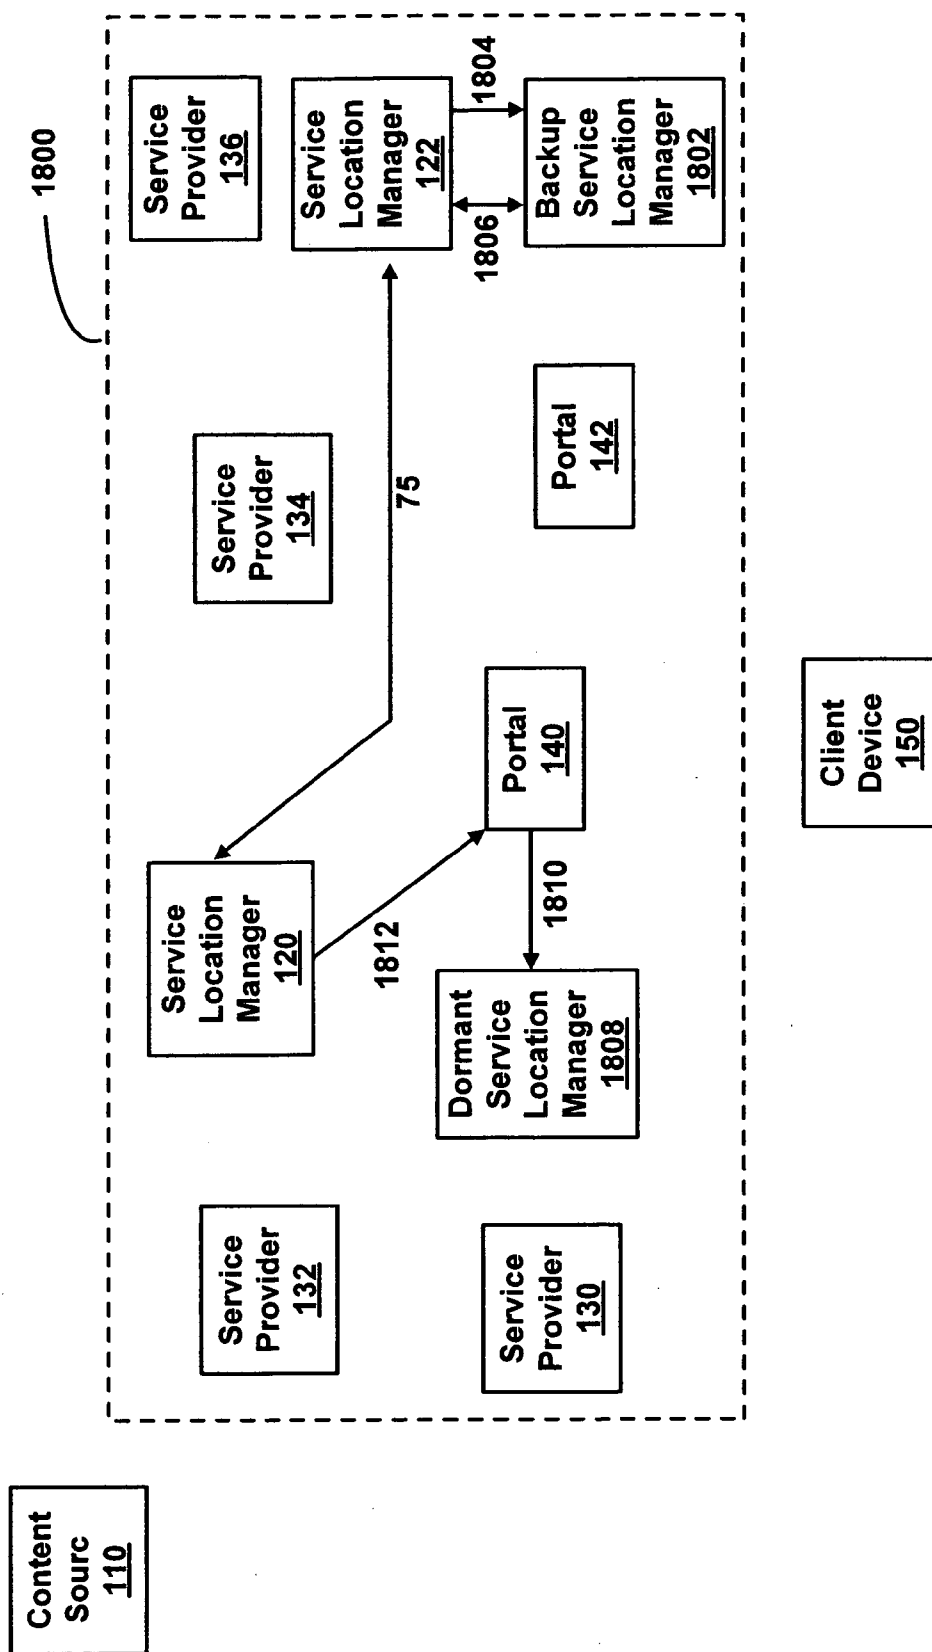 1800
Content
Sourc
110
Service
Provider
132
Service
Provider
130
Service
Location
Manager
120
Dormant
Service
Location
Manager
1808
1812
1810
Portal
140
Service
Provider
134
75
Portal
142
Service
Provider
136
Service
Location
Manager
122
1806
1804
Backup
Service
Location
Manager
1802
Client
Device
150